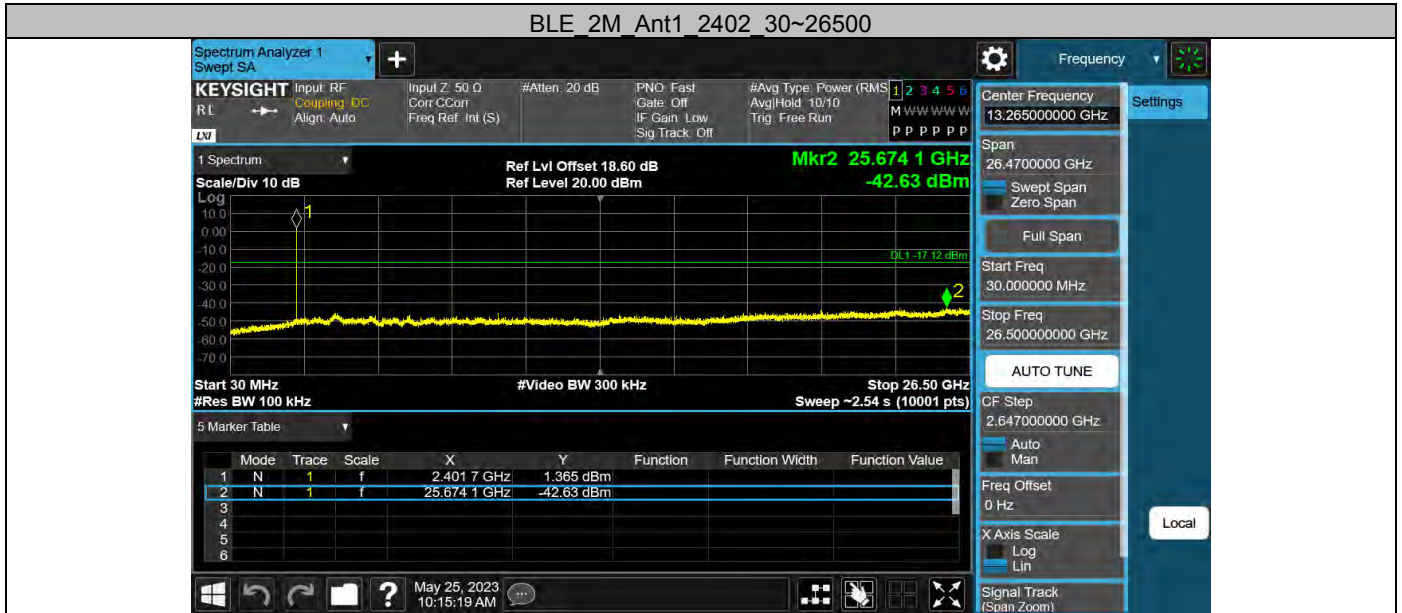 BLE_2M_Ant1_2402_30~26500
Spectrum Analyzer 1
Swept SA
+
Frequency
KEYSIGHT
RL
LXI
Input: RF
Coupling: DC
Align: Auto
Input Z: 50 Ω
Corr CCorr
Freq Ref: Int (S)
#Atten: 20 dB
PNO: Fast
Gate: Off
IF Gain: Low
Sig Track: Off
#Avg Type: Power (RMS
Avg|Hold: 10/10
Trig: Free Run
1 2 3 4 5 6
M W W W W W
P P P P P P
1 Spectrum
Scale/Div 10 dB
Ref Lvl Offset 18.60 dB
Ref Level 20.00 dBm
Mkr2 25.674 1 GHz
-42.63 dBm
Log
10.0
0.00
-10.0
-20.0
-30.0
-40.0
-50.0
-60.0
-70.0
1
DL1 -17.12 dBm
2
Start 30 MHz
#Video BW 300 kHz
Stop 26.50 GHz
#Res BW 100 kHz
Sweep ~2.54 s (10001 pts)
5 Marker Table
Mode Trace Scale X Y Function Function Width Function Value
1 N 1 f 2.401 7 GHz 1.365 dBm
2 N 1 f 25.674 1 GHz -42.63 dBm
3
4
5
6
Center Frequency
13.265000000 GHz
Settings
Span
26.4700000 GHz
Swept Span
Zero Span
Full Span
Start Freq
30.000000 MHz
Stop Freq
26.500000000 GHz
AUTO TUNE
CF Step
2.647000000 GHz
Auto
Man
Freq Offset
0 Hz
Local
X Axis Scale
Log
Lin
Signal Track
(Span Zoom)
?
May 25, 2023
10:15:19 AM